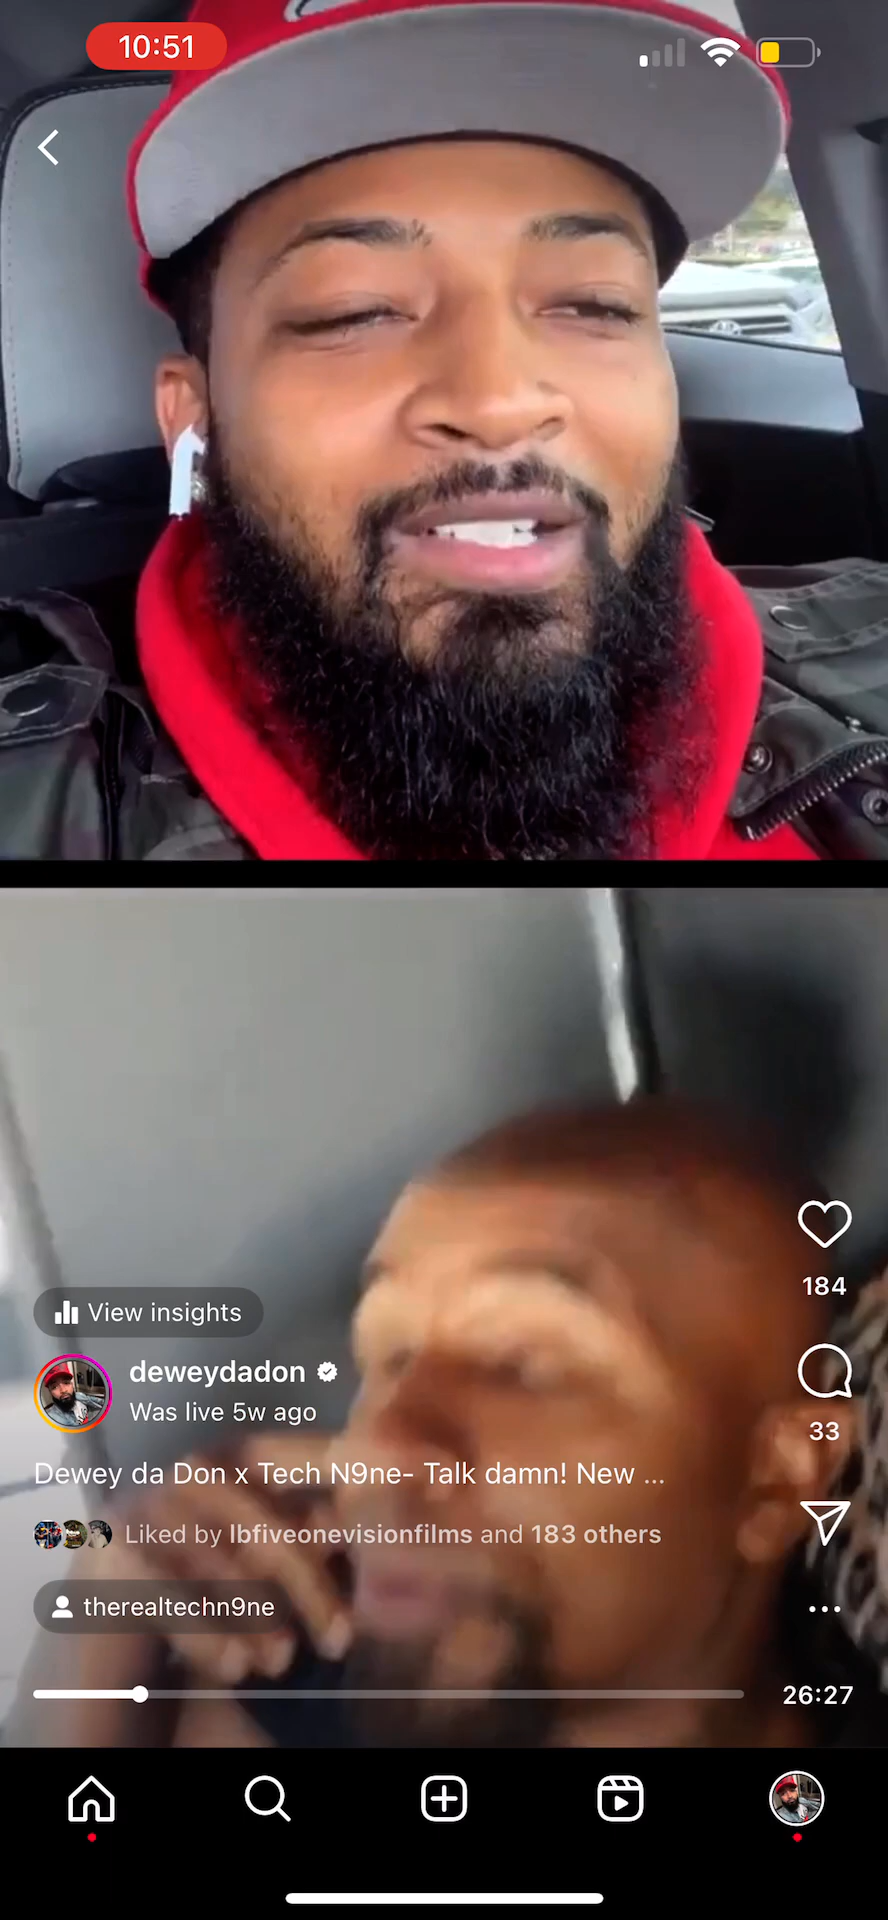 10:51
View insights
deweydadon
Was live 5w ago
Dewey da Don x Tech N9ne- Talk damn! New ...
Liked by lbfiveonevisionfilms and 183 others
therealtechn9ne
184
33
26:27